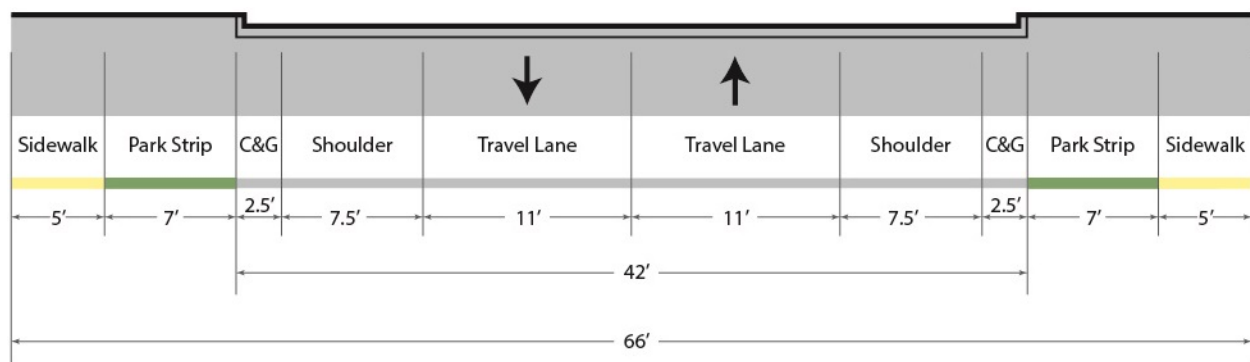 Sidewalk Park Strip C&G Shoulder Travel Lane Travel Lane Shoulder C&G Park Strip Sidewalk
5' 7' 2.5' 7.5' 11' 11' 7.5' 2.5' 7' 5'
42'
66'